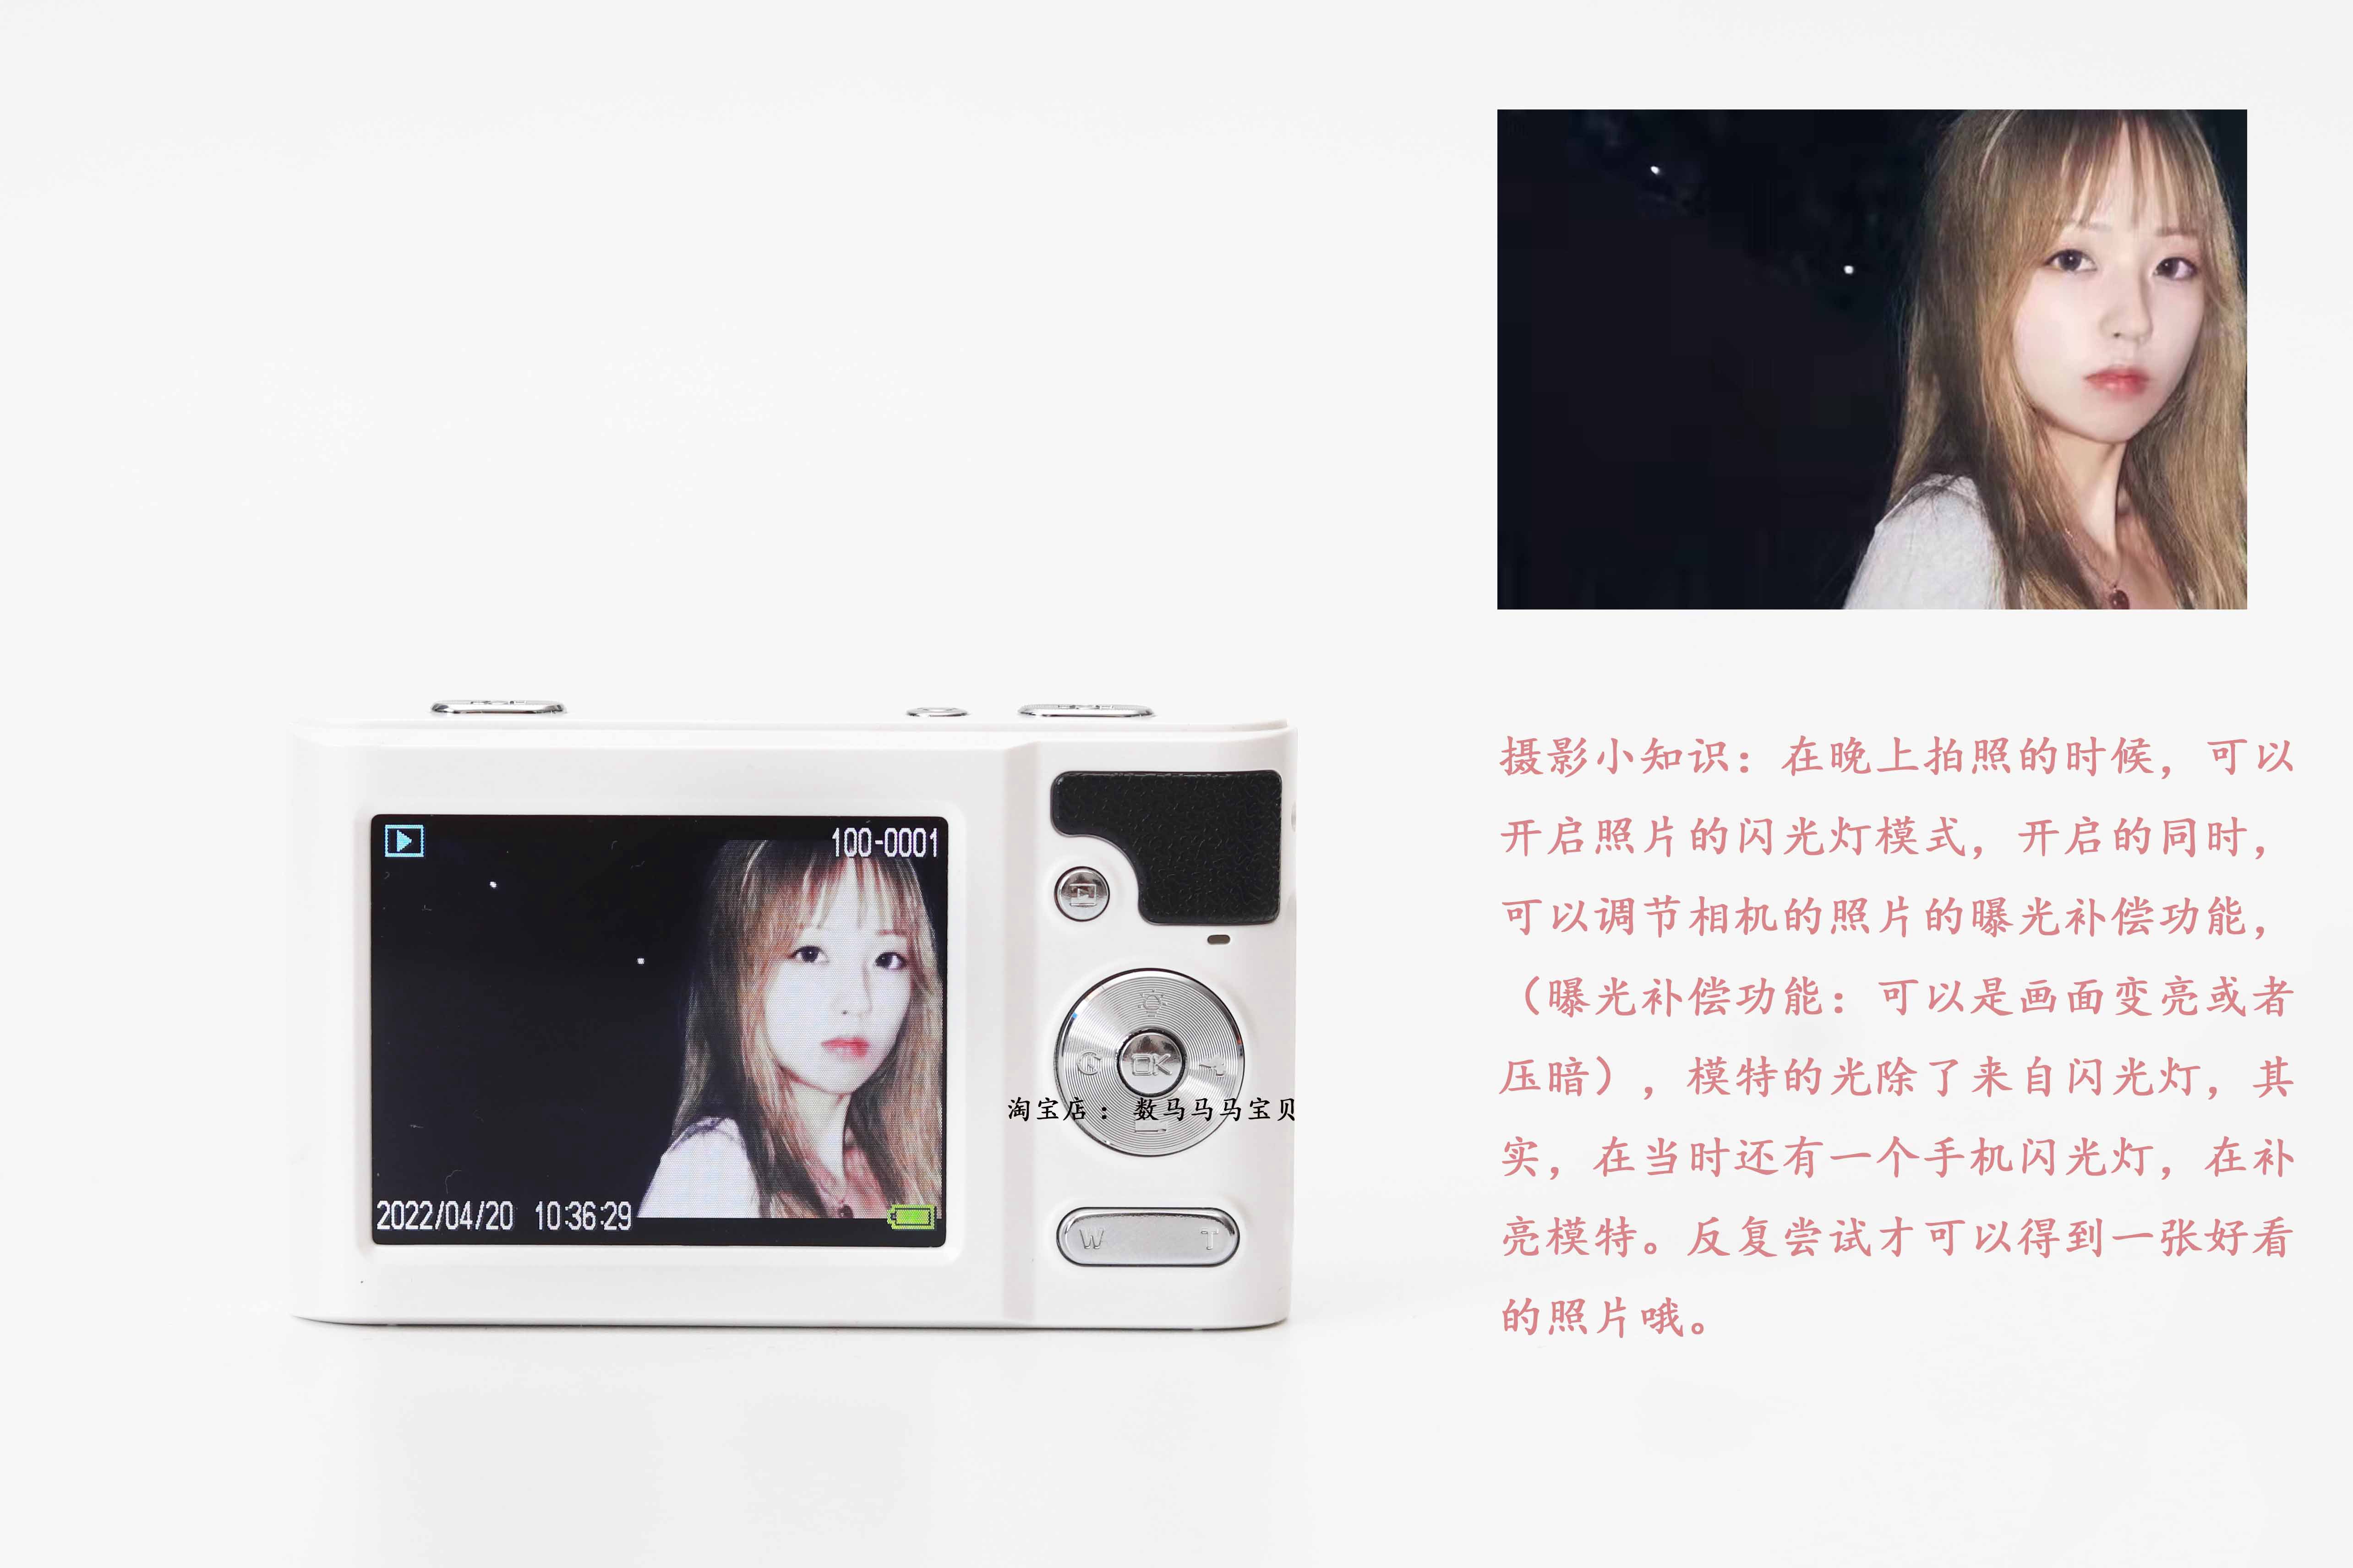 100-0001
2022/04/20 10:36:29
OK
淘宝店： 数马马马宝贝
W T
摄影小知识：在晚上拍照的时候，可以
开启照片的闪光灯模式，开启的同时，
可以调节相机的照片的曝光补偿功能，
（曝光补偿功能：可以是画面变亮或者
压暗），模特的光除了来自闪光灯，其
实，在当时还有一个手机闪光灯，在补
亮模特。反复尝试才可以得到一张好看
的照片哦。